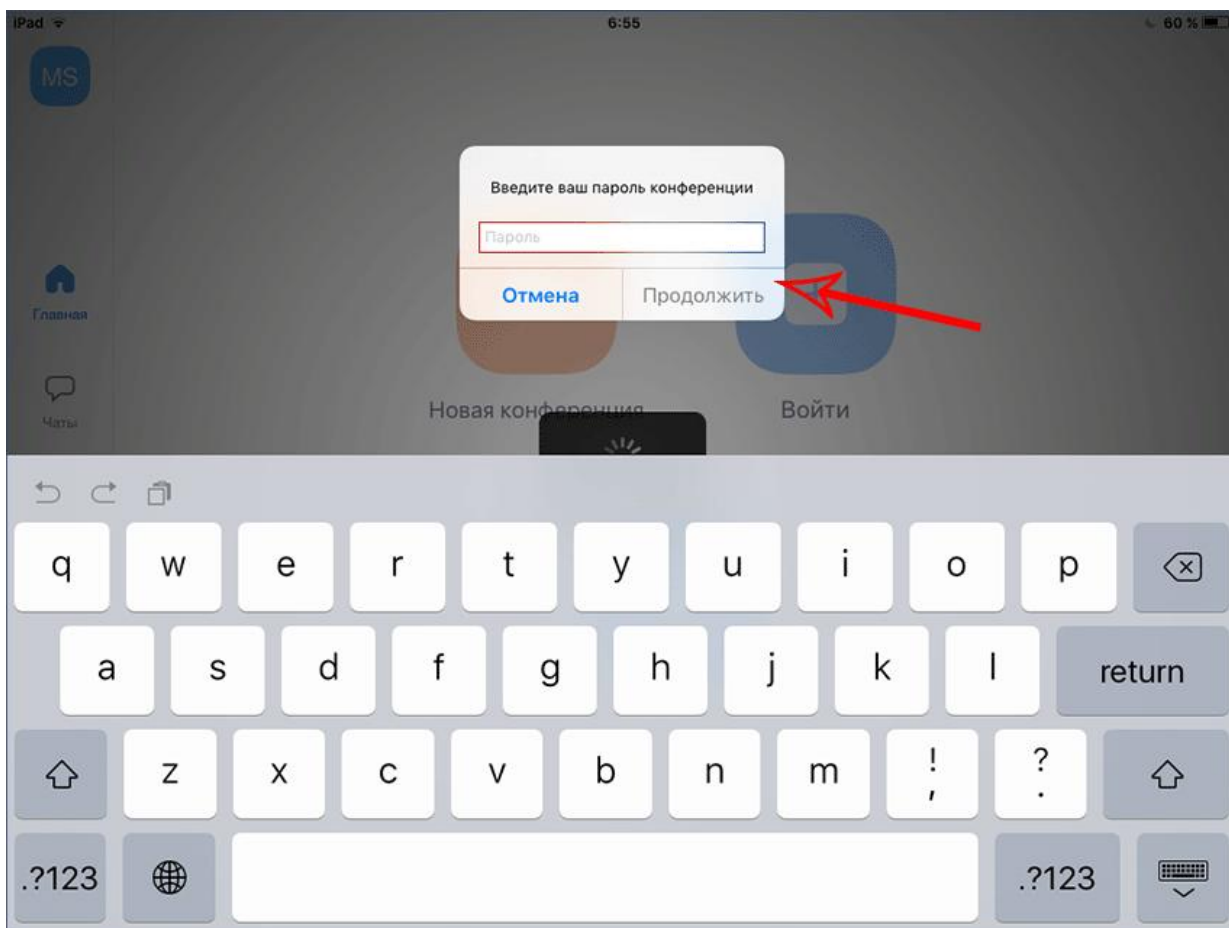 iPad 6:55 60 %
MS
Введите ваш пароль конференции
Пароль
Отмена Продолжить
Главная
Новая конференция Войти
Чаты
q w e r t y u i o p
a s d f g h j k l return
z x c v b n m ! , ? .
.?123 .?123